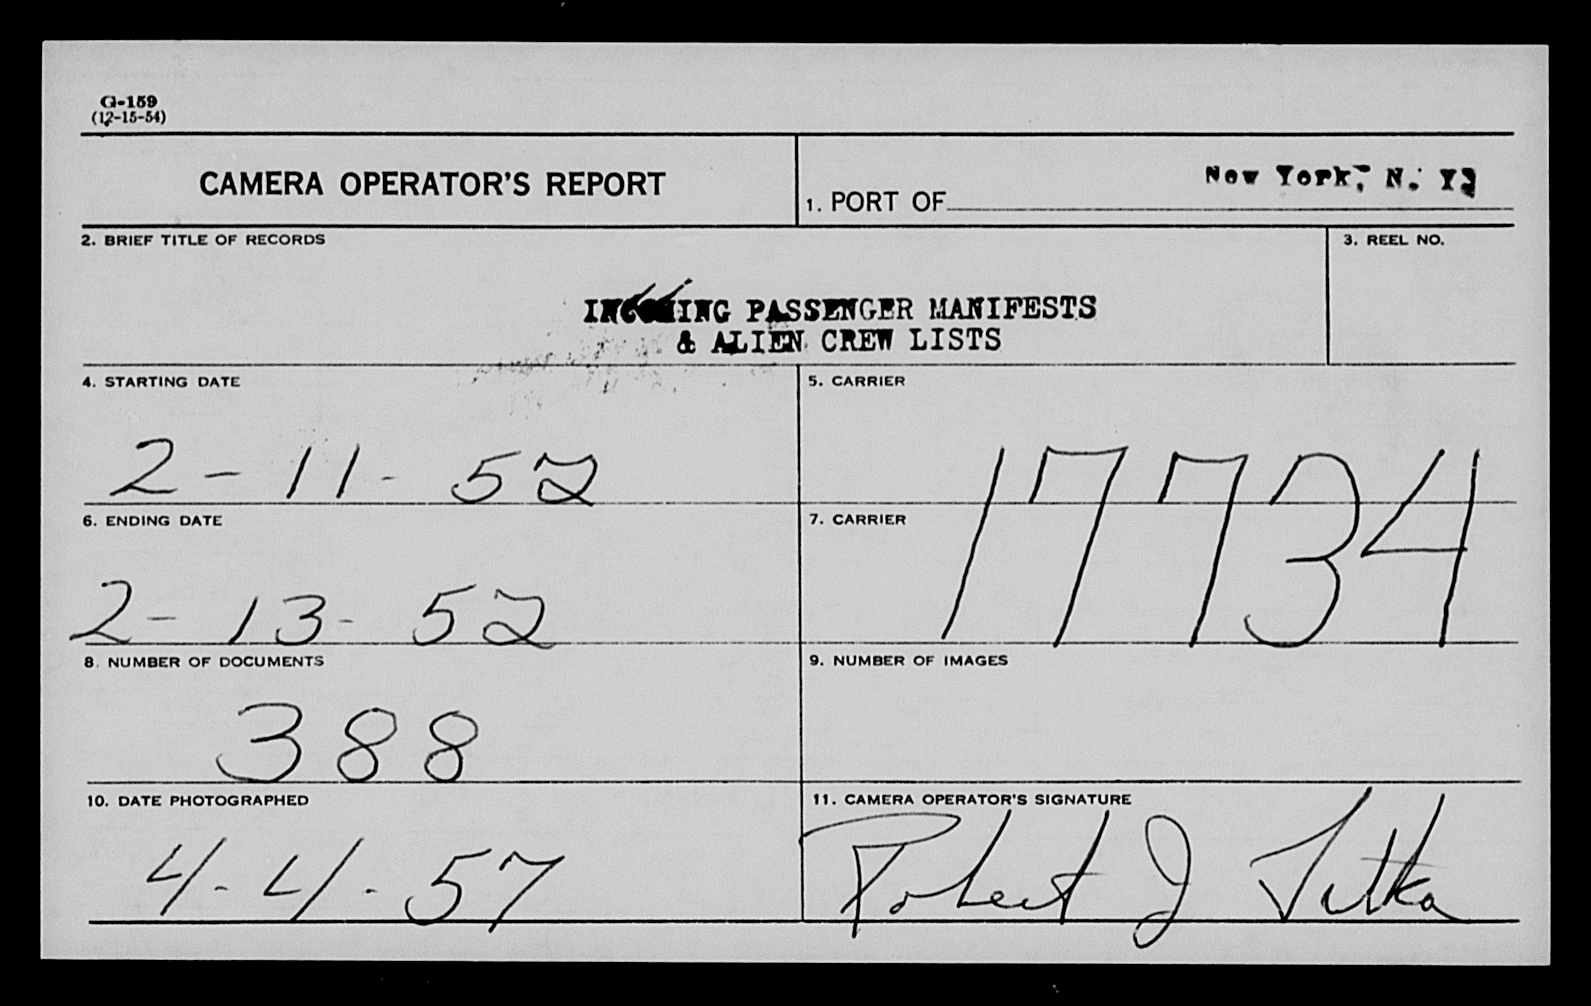 G-159
(12-15-54)
CAMERA OPERATOR'S REPORT
1. PORT OF New York, N. Y.
2. BRIEF TITLE OF RECORDS
3. REEL NO.
INCOMING PASSENGER MANIFESTS
& ALIEN CREW LISTS
4. STARTING DATE
5. CARRIER
2-11-52
17734
6. ENDING DATE
7. CARRIER
2-13-52
8. NUMBER OF DOCUMENTS
9. NUMBER OF IMAGES
388
10. DATE PHOTOGRAPHED
11. CAMERA OPERATOR'S SIGNATURE
4-4-57
Robert J